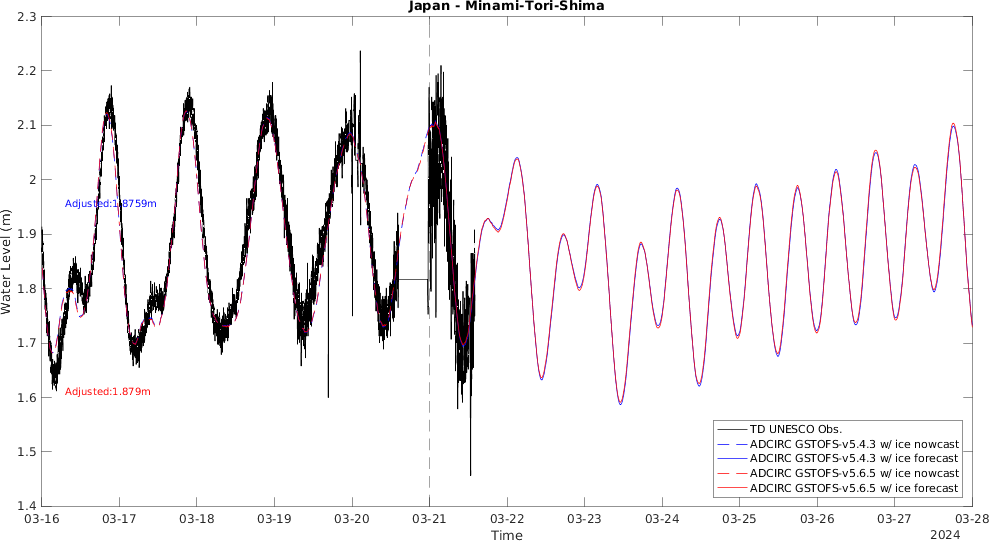 Japan - Minami-Tori-Shima
2.3
2.2
2.1
2
1.9
1.8
1.7
1.6
1.5
1.4
Water Level (m)
Adjusted:1.8759m
Adjusted:1.879m
TD UNESCO Obs.
ADCIRC GSTOFS-v5.4.3 w/ ice nowcast
ADCIRC GSTOFS-v5.4.3 w/ ice forecast
ADCIRC GSTOFS-v5.6.5 w/ ice nowcast
ADCIRC GSTOFS-v5.6.5 w/ ice forecast
03-16 03-17 03-18 03-19 03-20 03-21 03-22 03-23 03-24 03-25 03-26 03-27 03-28
Time
2024